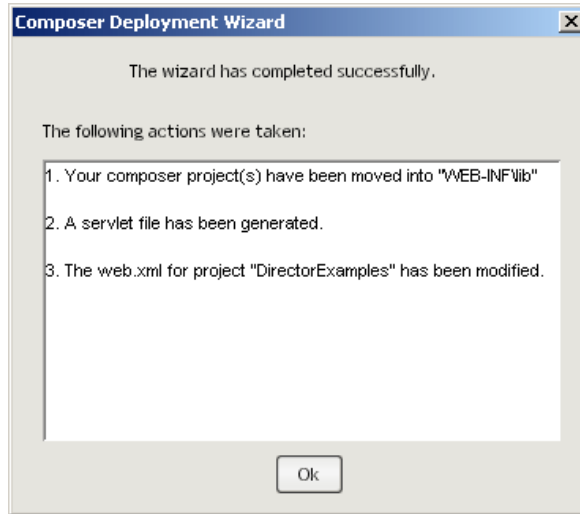 Composer Deployment Wizard
The wizard has completed successfully.
The following actions were taken:
1. Your composer project(s) have been moved into "WEB-INF\lib"
2. A servlet file has been generated.
3. The web.xml for project "DirectorExamples" has been modified.
Ok